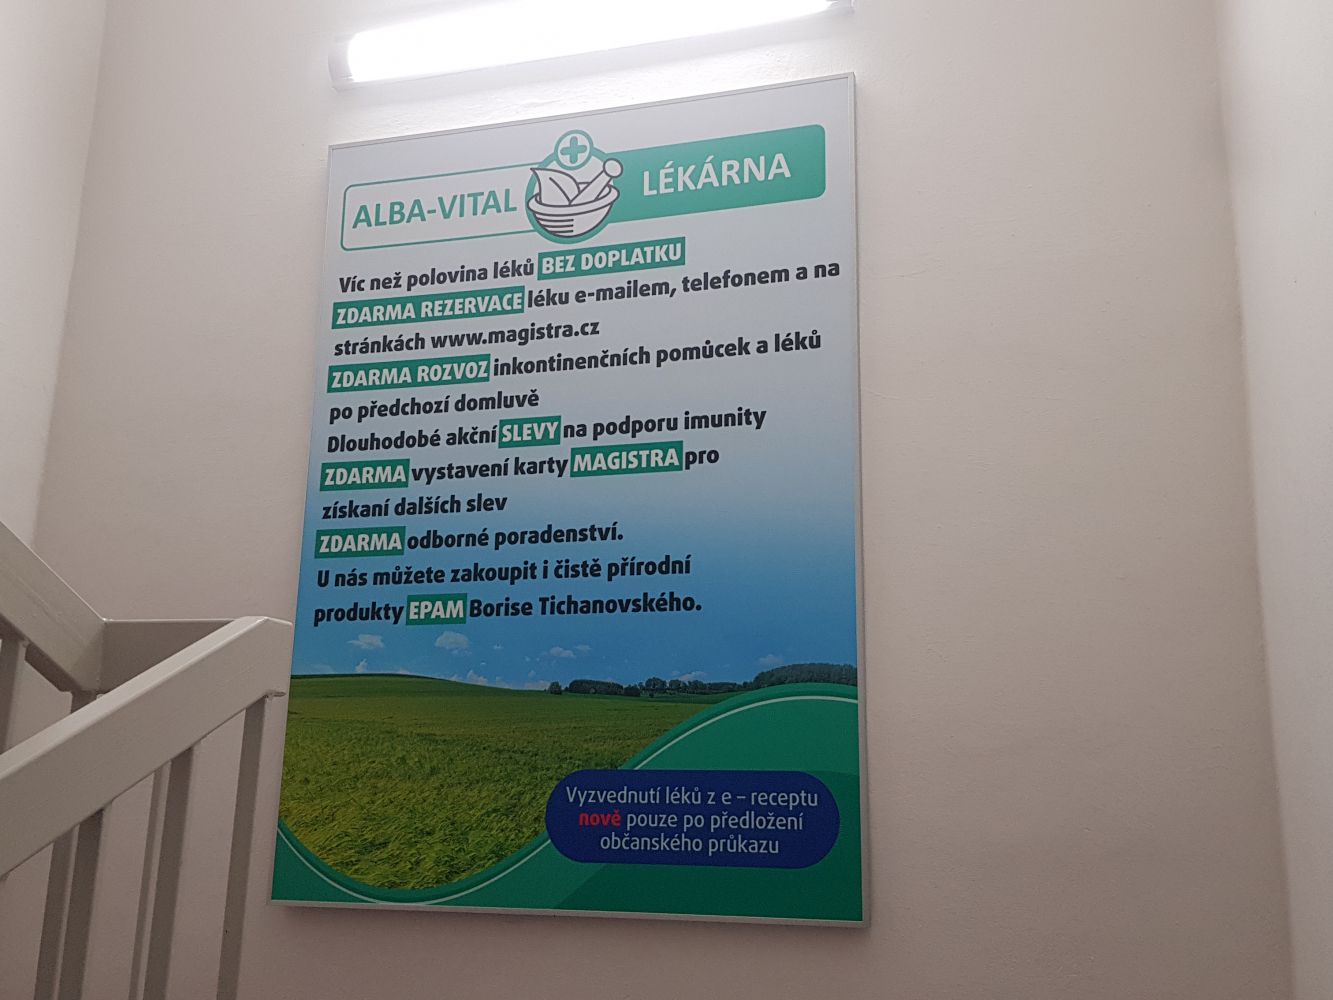 ALBA-VITAL LÉKÁRNA
Víc než polovina léků BEZ DOPLATKU
ZDARMA REZERVACE léku e-mailem, telefonem a na
stránkách www.magistra.cz
ZDARMA ROZVOZ inkontinenčních pomůcek a léků
po předchozí domluvě
Dlouhodobé akční SLEVY na podporu imunity
ZDARMA vystavení karty MAGISTRA pro
získaní dalších slev
ZDARMA odborné poradenství.
U nás můžete zakoupit i čistě přírodní
produkty EPAM Borise Tichanovského.
Vyzvednutí léků z e – receptu
nově pouze po předložení
občanského průkazu